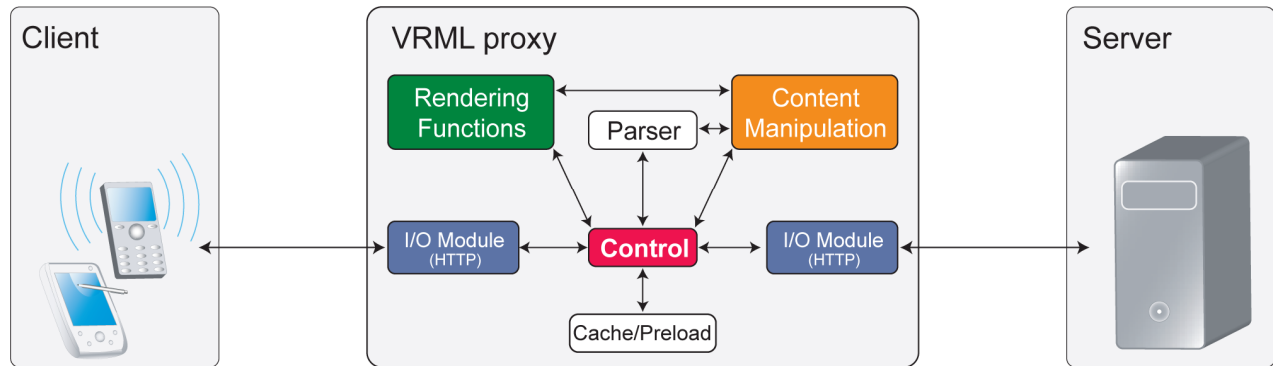 Client
VRML proxy
Server
Rendering
Functions
Content
Manipulation
Parser
I/O Module
(HTTP)
Control
I/O Module
(HTTP)
Cache/Preload